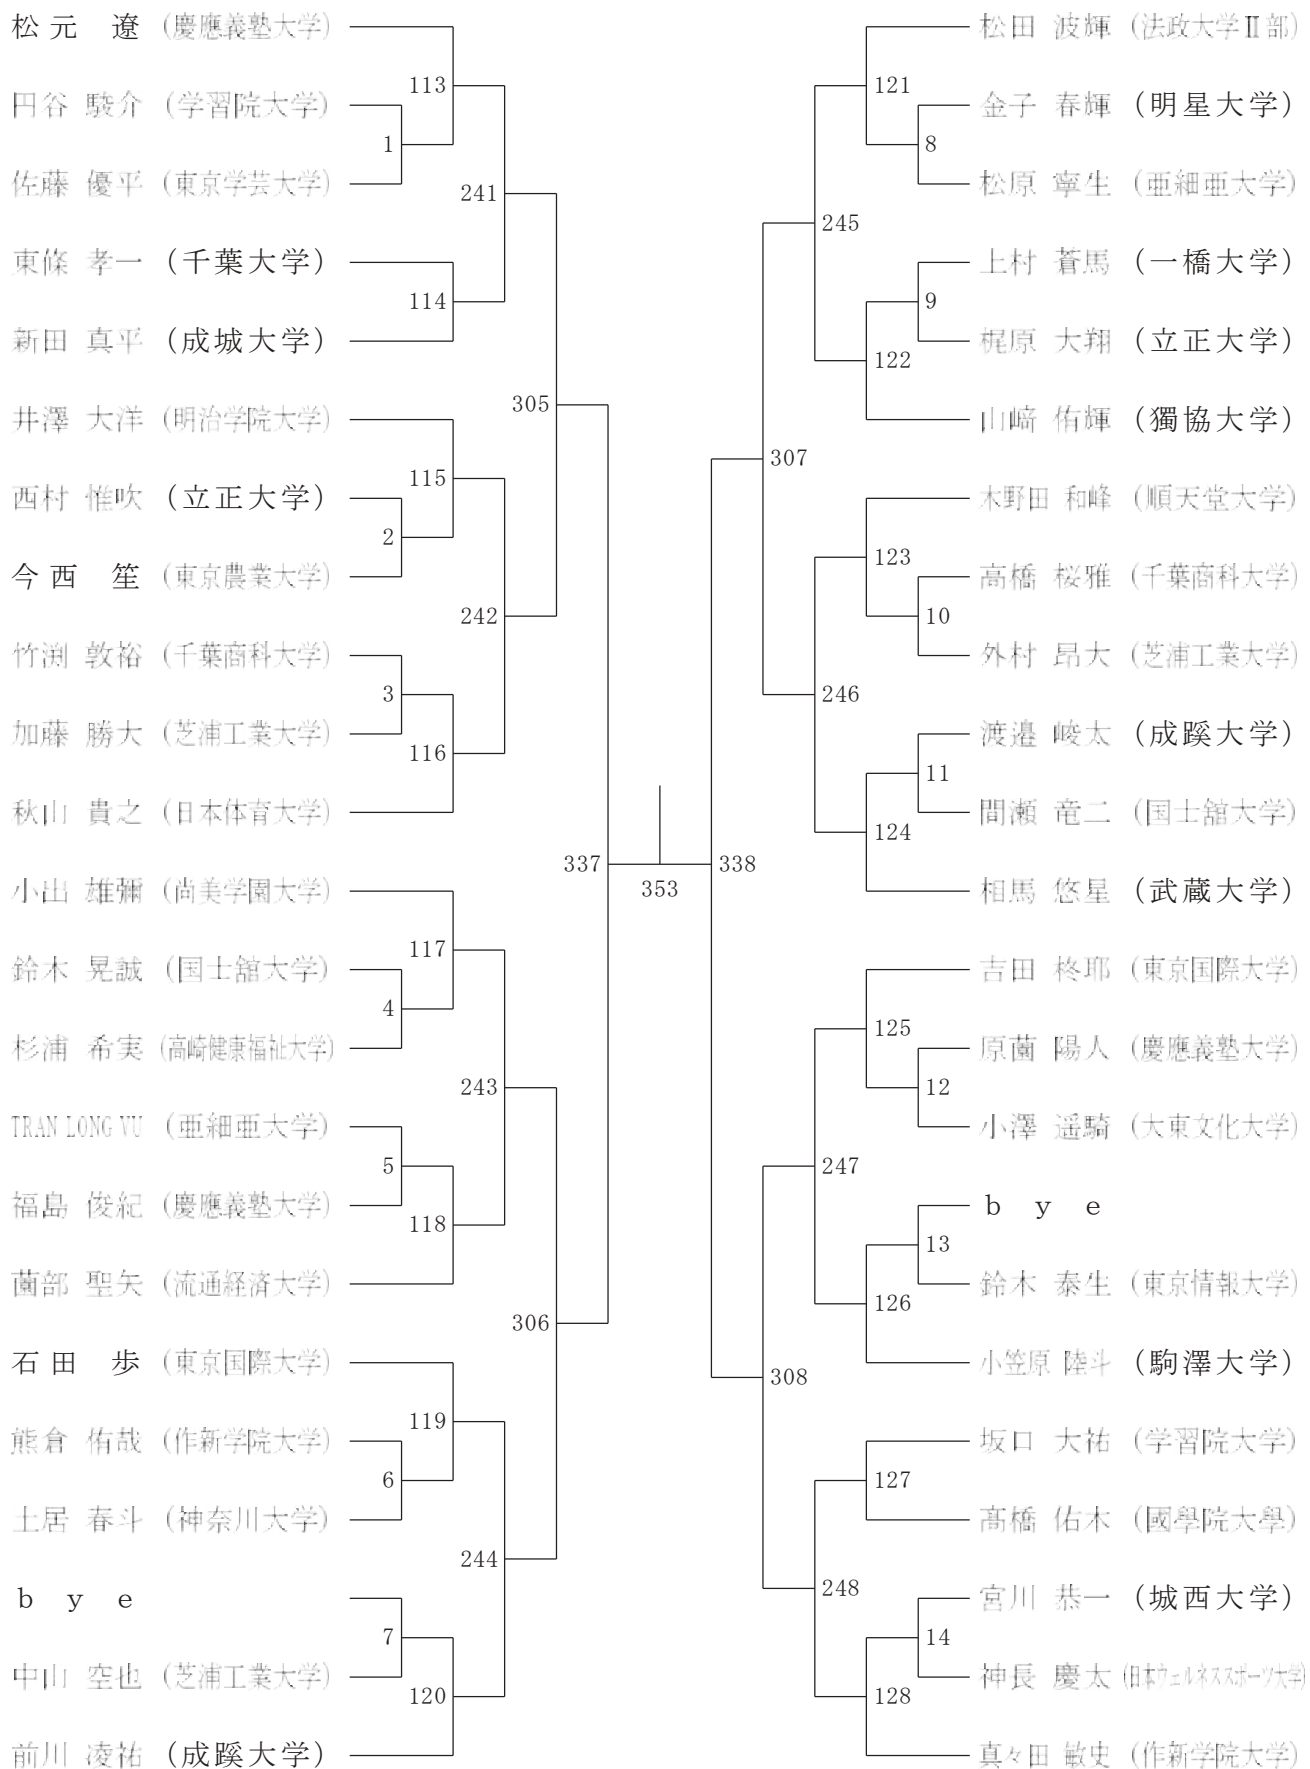 松元 遼 (慶應義塾大学)
円谷 駿介 (学習院大学)
佐藤 優平 (東京学芸大学)
東條 孝一 (千葉大学)
新田 真平 (成城大学)
井澤 大洋 (明治学院大学)
西村 惟吹 (立正大学)
今西 笙 (東京農業大学)
竹渕 敦裕 (千葉商科大学)
加藤 勝大 (芝浦工業大学)
秋山 貴之 (日本体育大学)
小出 雄彌 (尚美学園大学)
鈴木 晃誠 (国士舘大学)
杉浦 希実 (高崎健康福祉大学)
TRAN LONG VU (亜細亜大学)
福島 俊紀 (慶應義塾大学)
薗部 聖矢 (流通経済大学)
石田 歩 (東京国際大学)
熊倉 侑哉 (作新学院大学)
土居 春斗 (神奈川大学)
bye
中山 空也 (芝浦工業大学)
前川 凌祐 (成蹊大学)
113
1
241
114
305
115
2
242
3
116
337
117
4
243
5
118
306
119
6
244
7
120
353
338
121
8
245
9
122
307
123
10
246
11
124
125
12
247
13
126
308
127
248
14
128
松田 波輝 (法政大学Ⅱ部)
金子 春輝 (明星大学)
松原 寧生 (亜細亜大学)
上村 蒼馬 (一橋大学)
梶原 大翔 (立正大学)
山﨑 侑輝 (獨協大学)
木野田 和峰 (順天堂大学)
高橋 桜雅 (千葉商科大学)
外村 昂大 (芝浦工業大学)
渡邉 峻太 (成蹊大学)
間瀬 竜二 (国士舘大学)
相馬 悠星 (武蔵大学)
吉田 柊耶 (東京国際大学)
原薗 陽人 (慶應義塾大学)
小澤 遥騎 (大東文化大学)
bye
鈴木 泰生 (東京情報大学)
小笠原 陸斗 (駒澤大学)
坂口 大祐 (学習院大学)
髙橋 佑木 (國學院大學)
宮川 恭一 (城西大学)
神長 慶太 (日本ウェルネススポーツ大学)
真々田 敏史 (作新学院大学)